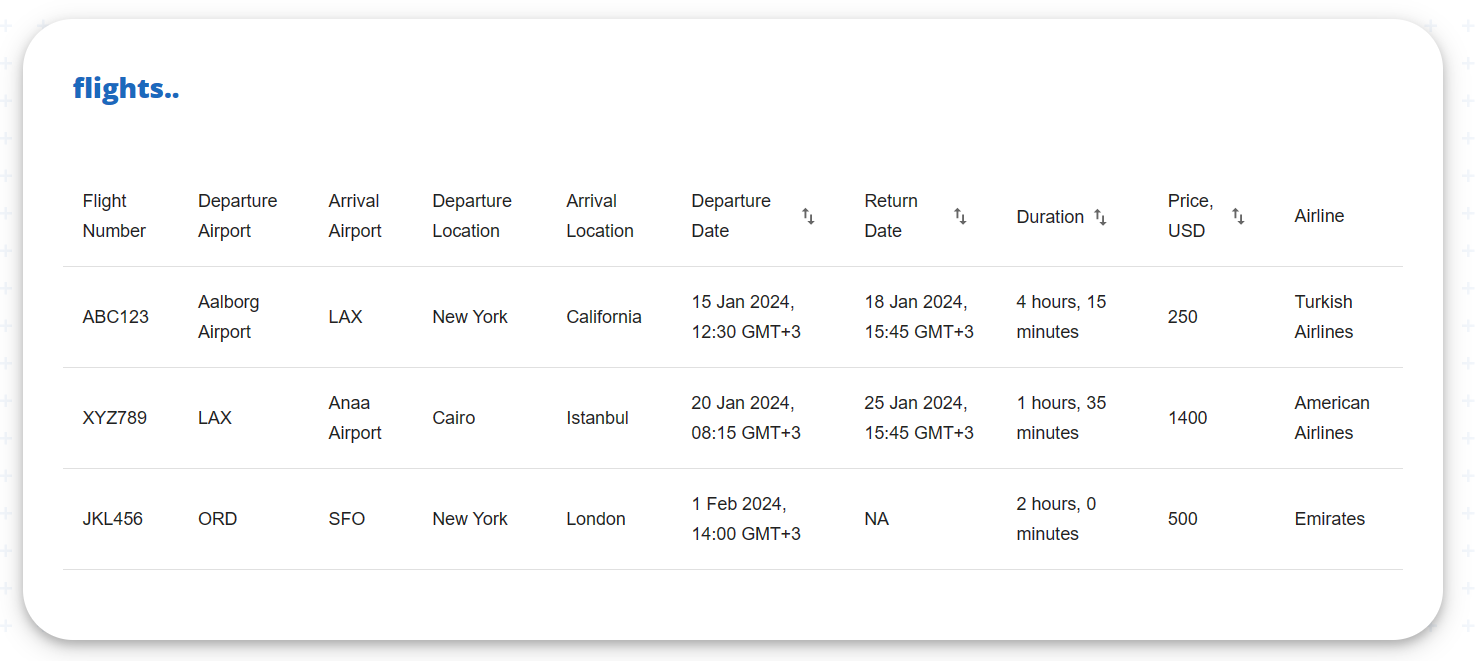 flights..
Flight Number Departure Airport Arrival Airport Departure Location Arrival Location Departure Date Return Date Duration Price, USD Airline
ABC123 Aalborg Airport LAX New York California 15 Jan 2024, 12:30 GMT+3 18 Jan 2024, 15:45 GMT+3 4 hours, 15 minutes 250 Turkish Airlines
XYZ789 LAX Anaa Airport Cairo Istanbul 20 Jan 2024, 08:15 GMT+3 25 Jan 2024, 15:45 GMT+3 1 hours, 35 minutes 1400 American Airlines
JKL456 ORD SFO New York London 1 Feb 2024, 14:00 GMT+3 NA 2 hours, 0 minutes 500 Emirates